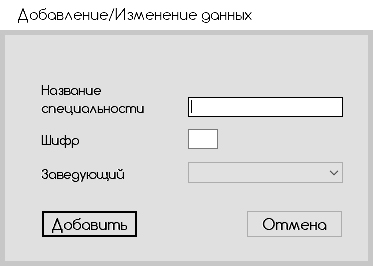 Добавление/Изменение данных
Название
специальности
Шифр
Заведующий
Добавить
Отмена